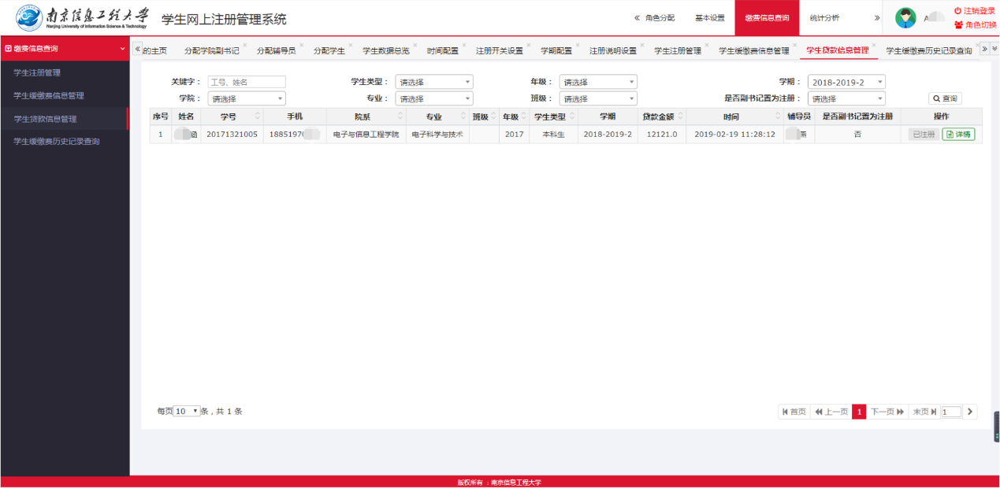 南京信息工程大学
Nanjing University of Information Science & Technology
学生网上注册管理系统
« 角色分配 基本设置 缴费信息查询 统计分析 »
A
注销登录
角色切换
缴费信息查询
« 的主页 分配学院副书记 × 分配辅导员 × 分配学生 × 学生数据总览 × 时间配置 × 注册开关设置 × 学期配置 × 注册说明设置 × 学生注册管理 × 学生缓缴费信息管理 × 学生贷款信息管理 × 学生缓缴费历史记录查询 × »
学生注册管理
学生缓缴费信息管理
学生贷款信息管理
学生缓缴费历史记录查询
关键字： 工号、姓名 学生类型： 请选择 年级： 请选择 学期： 2018-2019-2
学院： 请选择 专业： 请选择 班级： 请选择 是否副书记置为注册： 请选择 查询
序号 姓名 学号 手机 院系 专业 班级 年级 学生类型 学期 贷款金额 时间 辅导员 是否副书记置为注册 操作
1 20171321005 1885197 电子与信息工程学院 电子科学与技术 2017 本科生 2018-2019-2 12121.0 2019-02-19 11:28:12 否 已注册 详情
每页 10 条，共 1 条
首页 上一页 1 下一页 末页 1
版权所有 ：南京信息工程大学